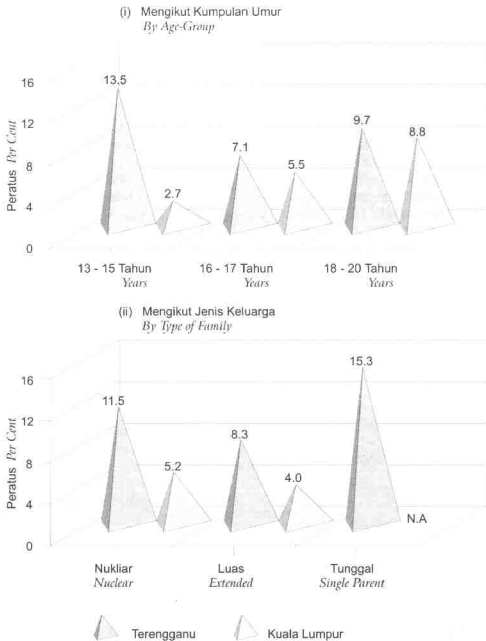 (i) Mengikut Kumpulan Umur
By Age-Group
Peratus Per Cent
16
12
8
4
0
13.5
2.7
7.1
5.5
9.7
8.8
13 - 15 Tahun
Years
16 - 17 Tahun
Years
18 - 20 Tahun
Years
(ii) Mengikut Jenis Keluarga
By Type of Family
Peratus Per Cent
16
12
8
4
0
11.5
5.2
8.3
4.0
15.3
N.A
Nukliar
Nuclear
Luas
Extended
Tunggal
Single Parent
Terengganu
Kuala Lumpur